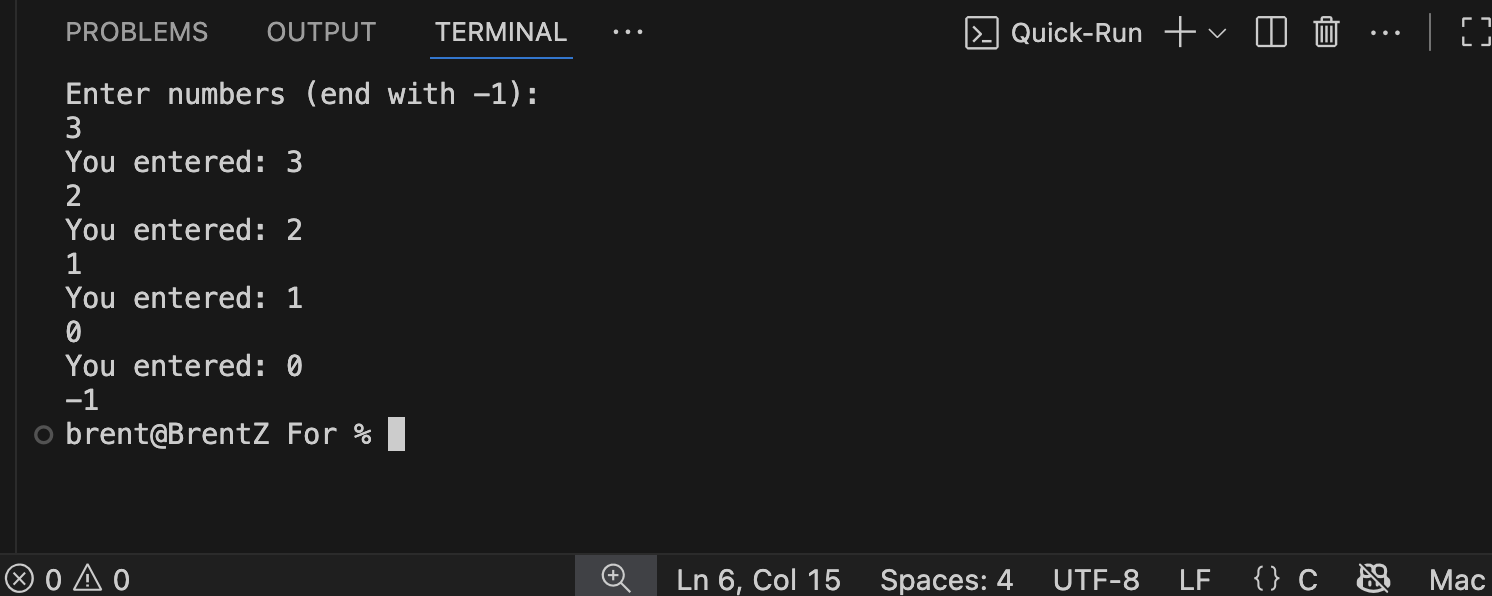 PROBLEMS OUTPUT TERMINAL ··· Quick-Run ···
Enter numbers (end with -1):
3
You entered: 3
2
You entered: 2
1
You entered: 1
0
You entered: 0
-1
brent@BrentZ For %
0 0 Ln 6, Col 15 Spaces: 4 UTF-8 LF {} C Mac